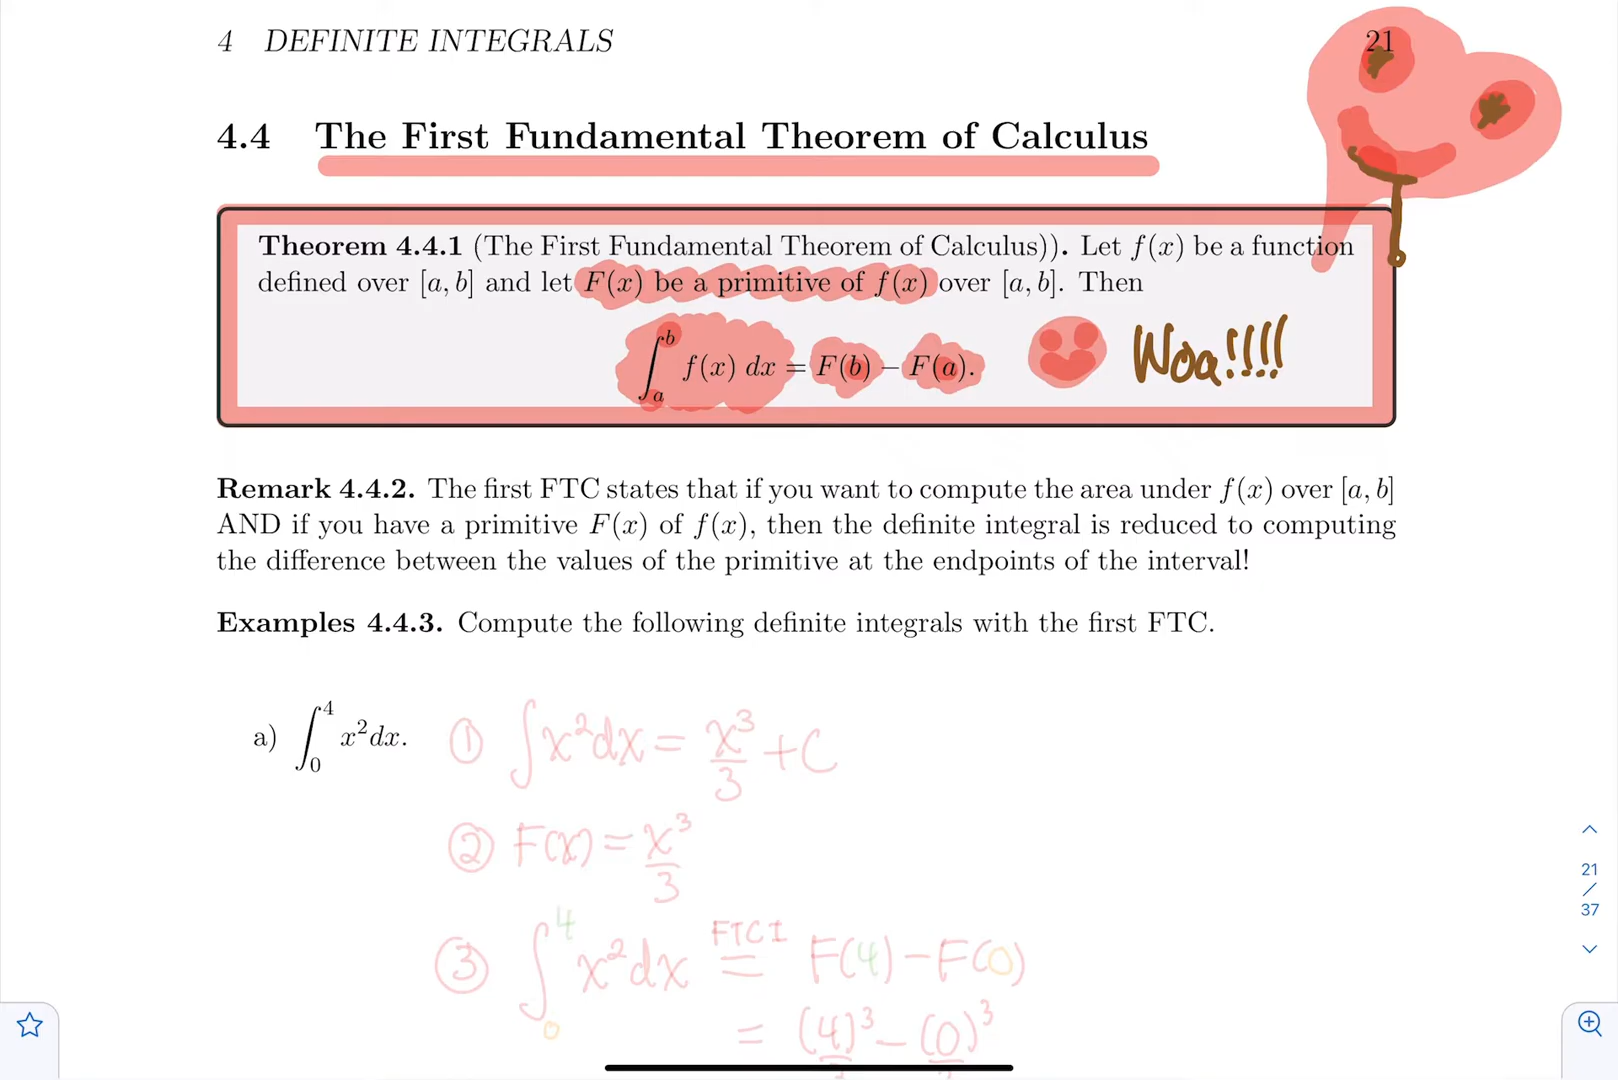 4 DEFINITE INTEGRALS 21
4.4 The First Fundamental Theorem of Calculus
Theorem 4.4.1 (The First Fundamental Theorem of Calculus)). Let f(x) be a function
defined over [a, b] and let F(x) be a primitive of f(x) over [a, b]. Then
∫_a^b f(x) dx = F(b) − F(a). Woa!!!!
Remark 4.4.2. The first FTC states that if you want to compute the area under f(x) over [a, b]
AND if you have a primitive F(x) of f(x), then the definite integral is reduced to computing
the difference between the values of the primitive at the endpoints of the interval!
Examples 4.4.3. Compute the following definite integrals with the first FTC.
a) ∫_0^4 x²dx. ① ∫x²dx = x³/3 + C
② F(x) = x³/3
③ ∫_0^4 x²dx = F(4) − F(0)
FTC1
= (4)³ − (0)³
21
/
37